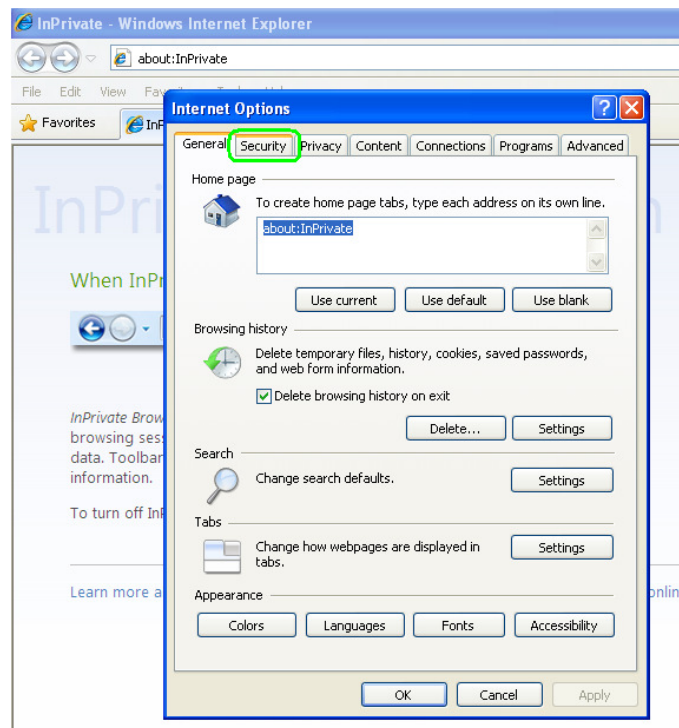 InPrivate - Windows Internet Explorer
about:InPrivate
File Edit View
Favorites
Internet Options
General Security Privacy Content Connections Programs Advanced
Home page
To create home page tabs, type each address on its own line.
about:InPrivate
Use current Use default Use blank
When
Browsing history
Delete temporary files, history, cookies, saved passwords,
and web form information.
Delete browsing history on exit
Delete... Settings
InPrivate
browsing
data. Toolbar
information.
Search
Change search defaults.
Settings
To turn off
Tabs
Change how webpages are displayed in
tabs.
Settings
Learn more
Appearance
Colors Languages Fonts Accessibility
OK Cancel Apply